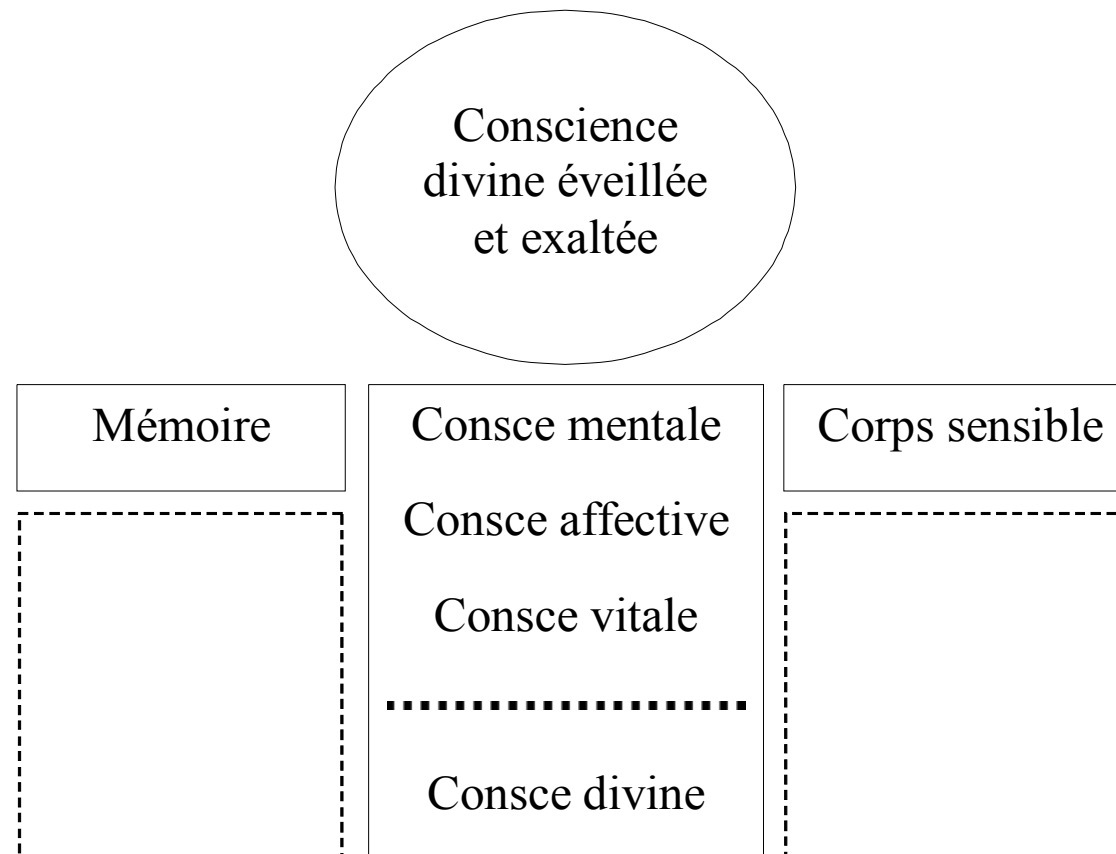 Conscience
divine éveillée
et exaltée
Mémoire
Consce mentale
Corps sensible
Consce affective
Consce vitale
Consce divine